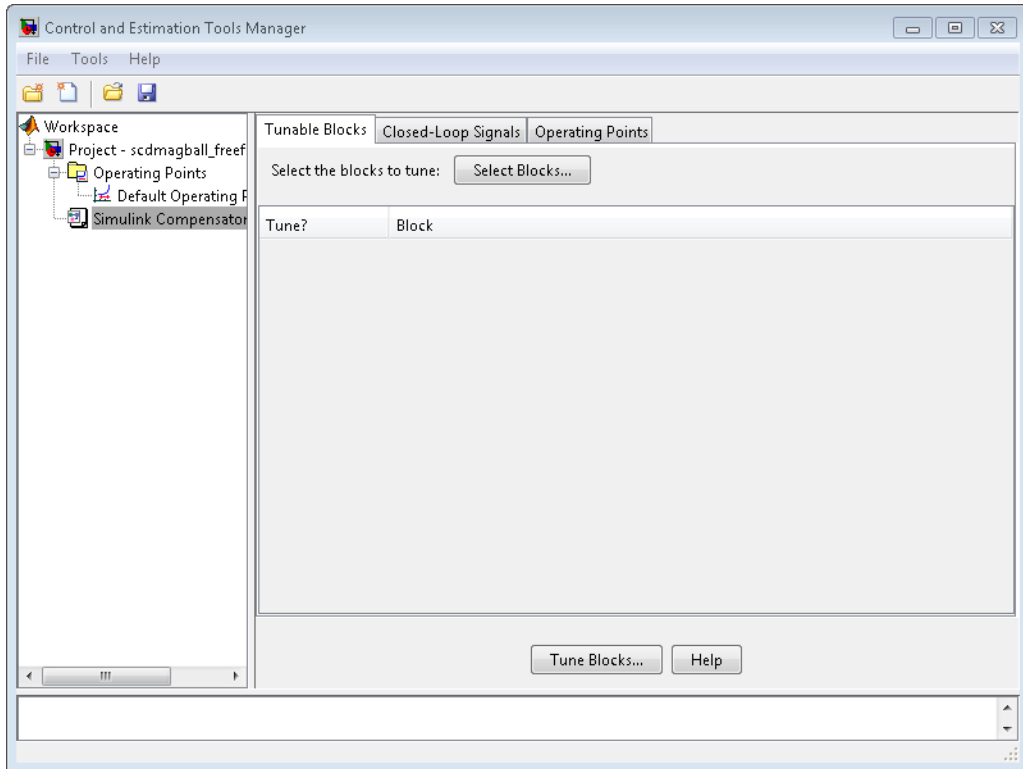 Control and Estimation Tools Manager
File Tools Help
Workspace
Project - scdmagball_freef
Operating Points
Default Operating P
Simulink Compensator
Tunable Blocks Closed-Loop Signals Operating Points
Select the blocks to tune: Select Blocks...
Tune? Block
Tune Blocks... Help